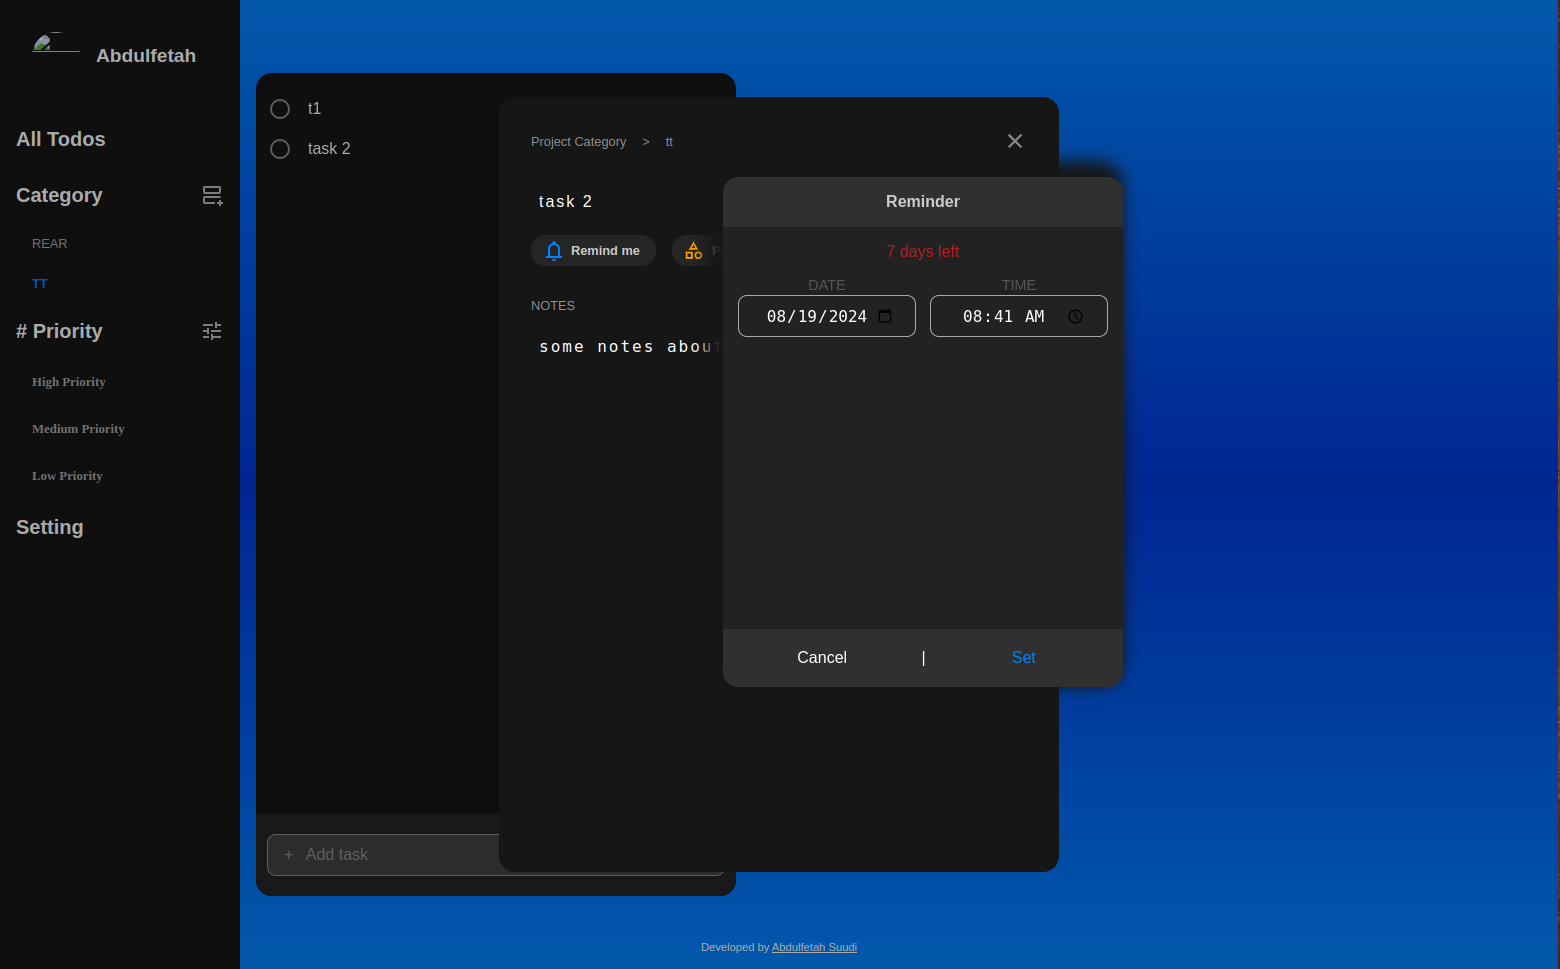 Abdulfetah
All Todos
Category
REAR
TT
# Priority
High Priority
Medium Priority
Low Priority
Setting
t1
task 2
+ Add task
Project Category > tt
task 2
Remind me
NOTES
some notes about
Reminder
7 days left
DATE TIME
08/19/2024 08:41 AM
Cancel | Set
Developed by Abdulfetah Suudi